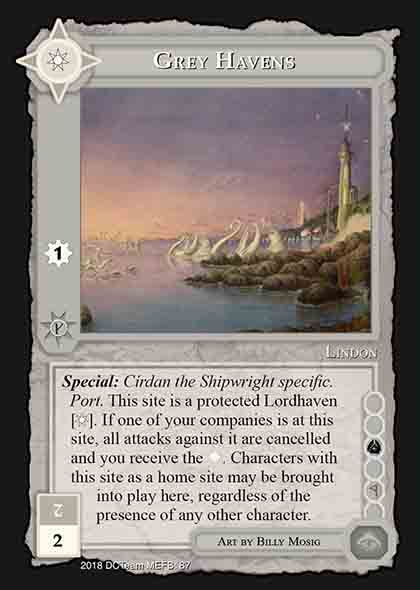 Grey Havens
1
Lindon
Special: Círdan the Shipwright specific.
Port. This site is a protected Lordhaven
[]. If one of your companies is at this
site, all attacks against it are cancelled
and you receive the . Characters with
this site as a home site may be brought
into play here, regardless of the
presence of any other character.
2
2
Art by Billy Mosig
2018 DCTeam MEFB: 87